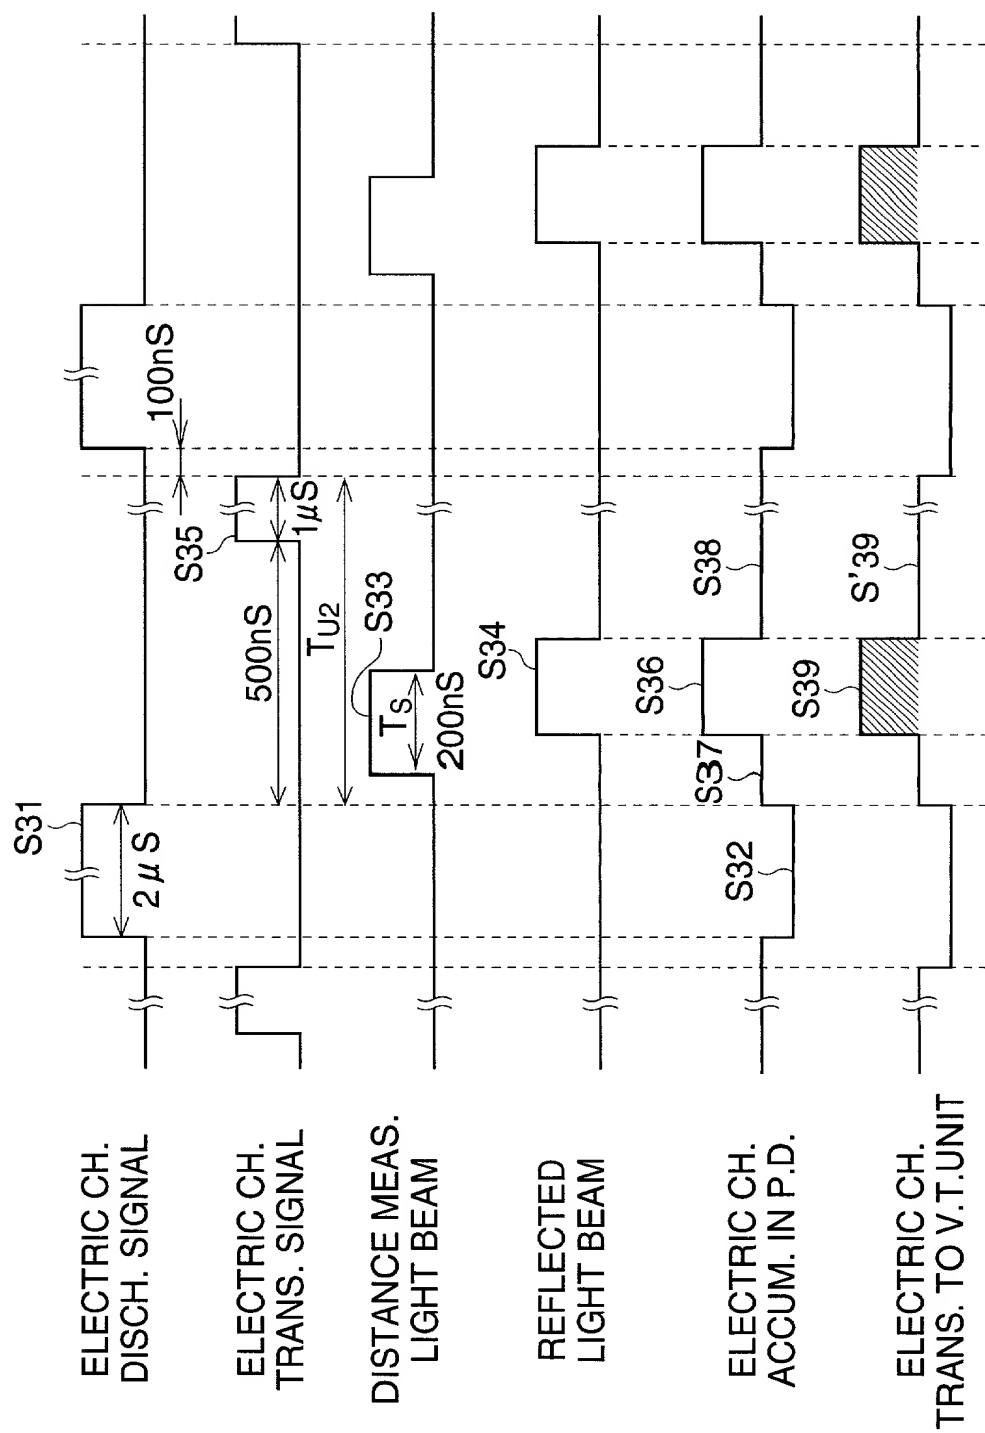 ELECTRIC CH.
DISCH. SIGNAL
S31
2μS
100nS
ELECTRIC CH.
TRANS. SIGNAL
500nS
S35
1μS
TU2
DISTANCE MEAS.
LIGHT BEAM
S33
TS
200nS
REFLECTED
LIGHT BEAM
S34
ELECTRIC CH.
ACCUM. IN P.D.
S32
S37
S36
S38
ELECTRIC CH.
TRANS. TO V.T.UNIT
S39
S'39